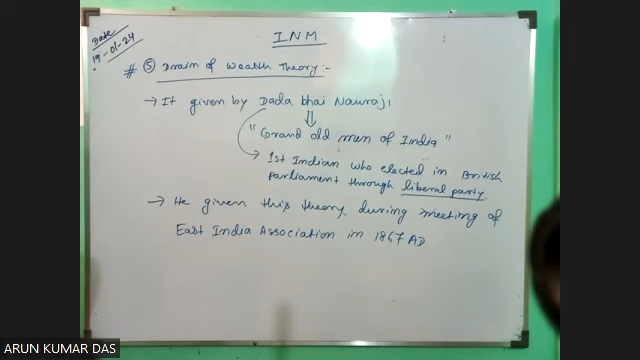 Date
19-01-24
INM
# ⑤ Drain of Wealth Theory:-
→ It given by Dada bhai Nauraji
⇓
"Grand old men of India"
→ 1st Indian who elected in British
parliament through liberal party.
→ He given this theory during meeting of
East India Association in 1867 AD
ARUN KUMAR DAS